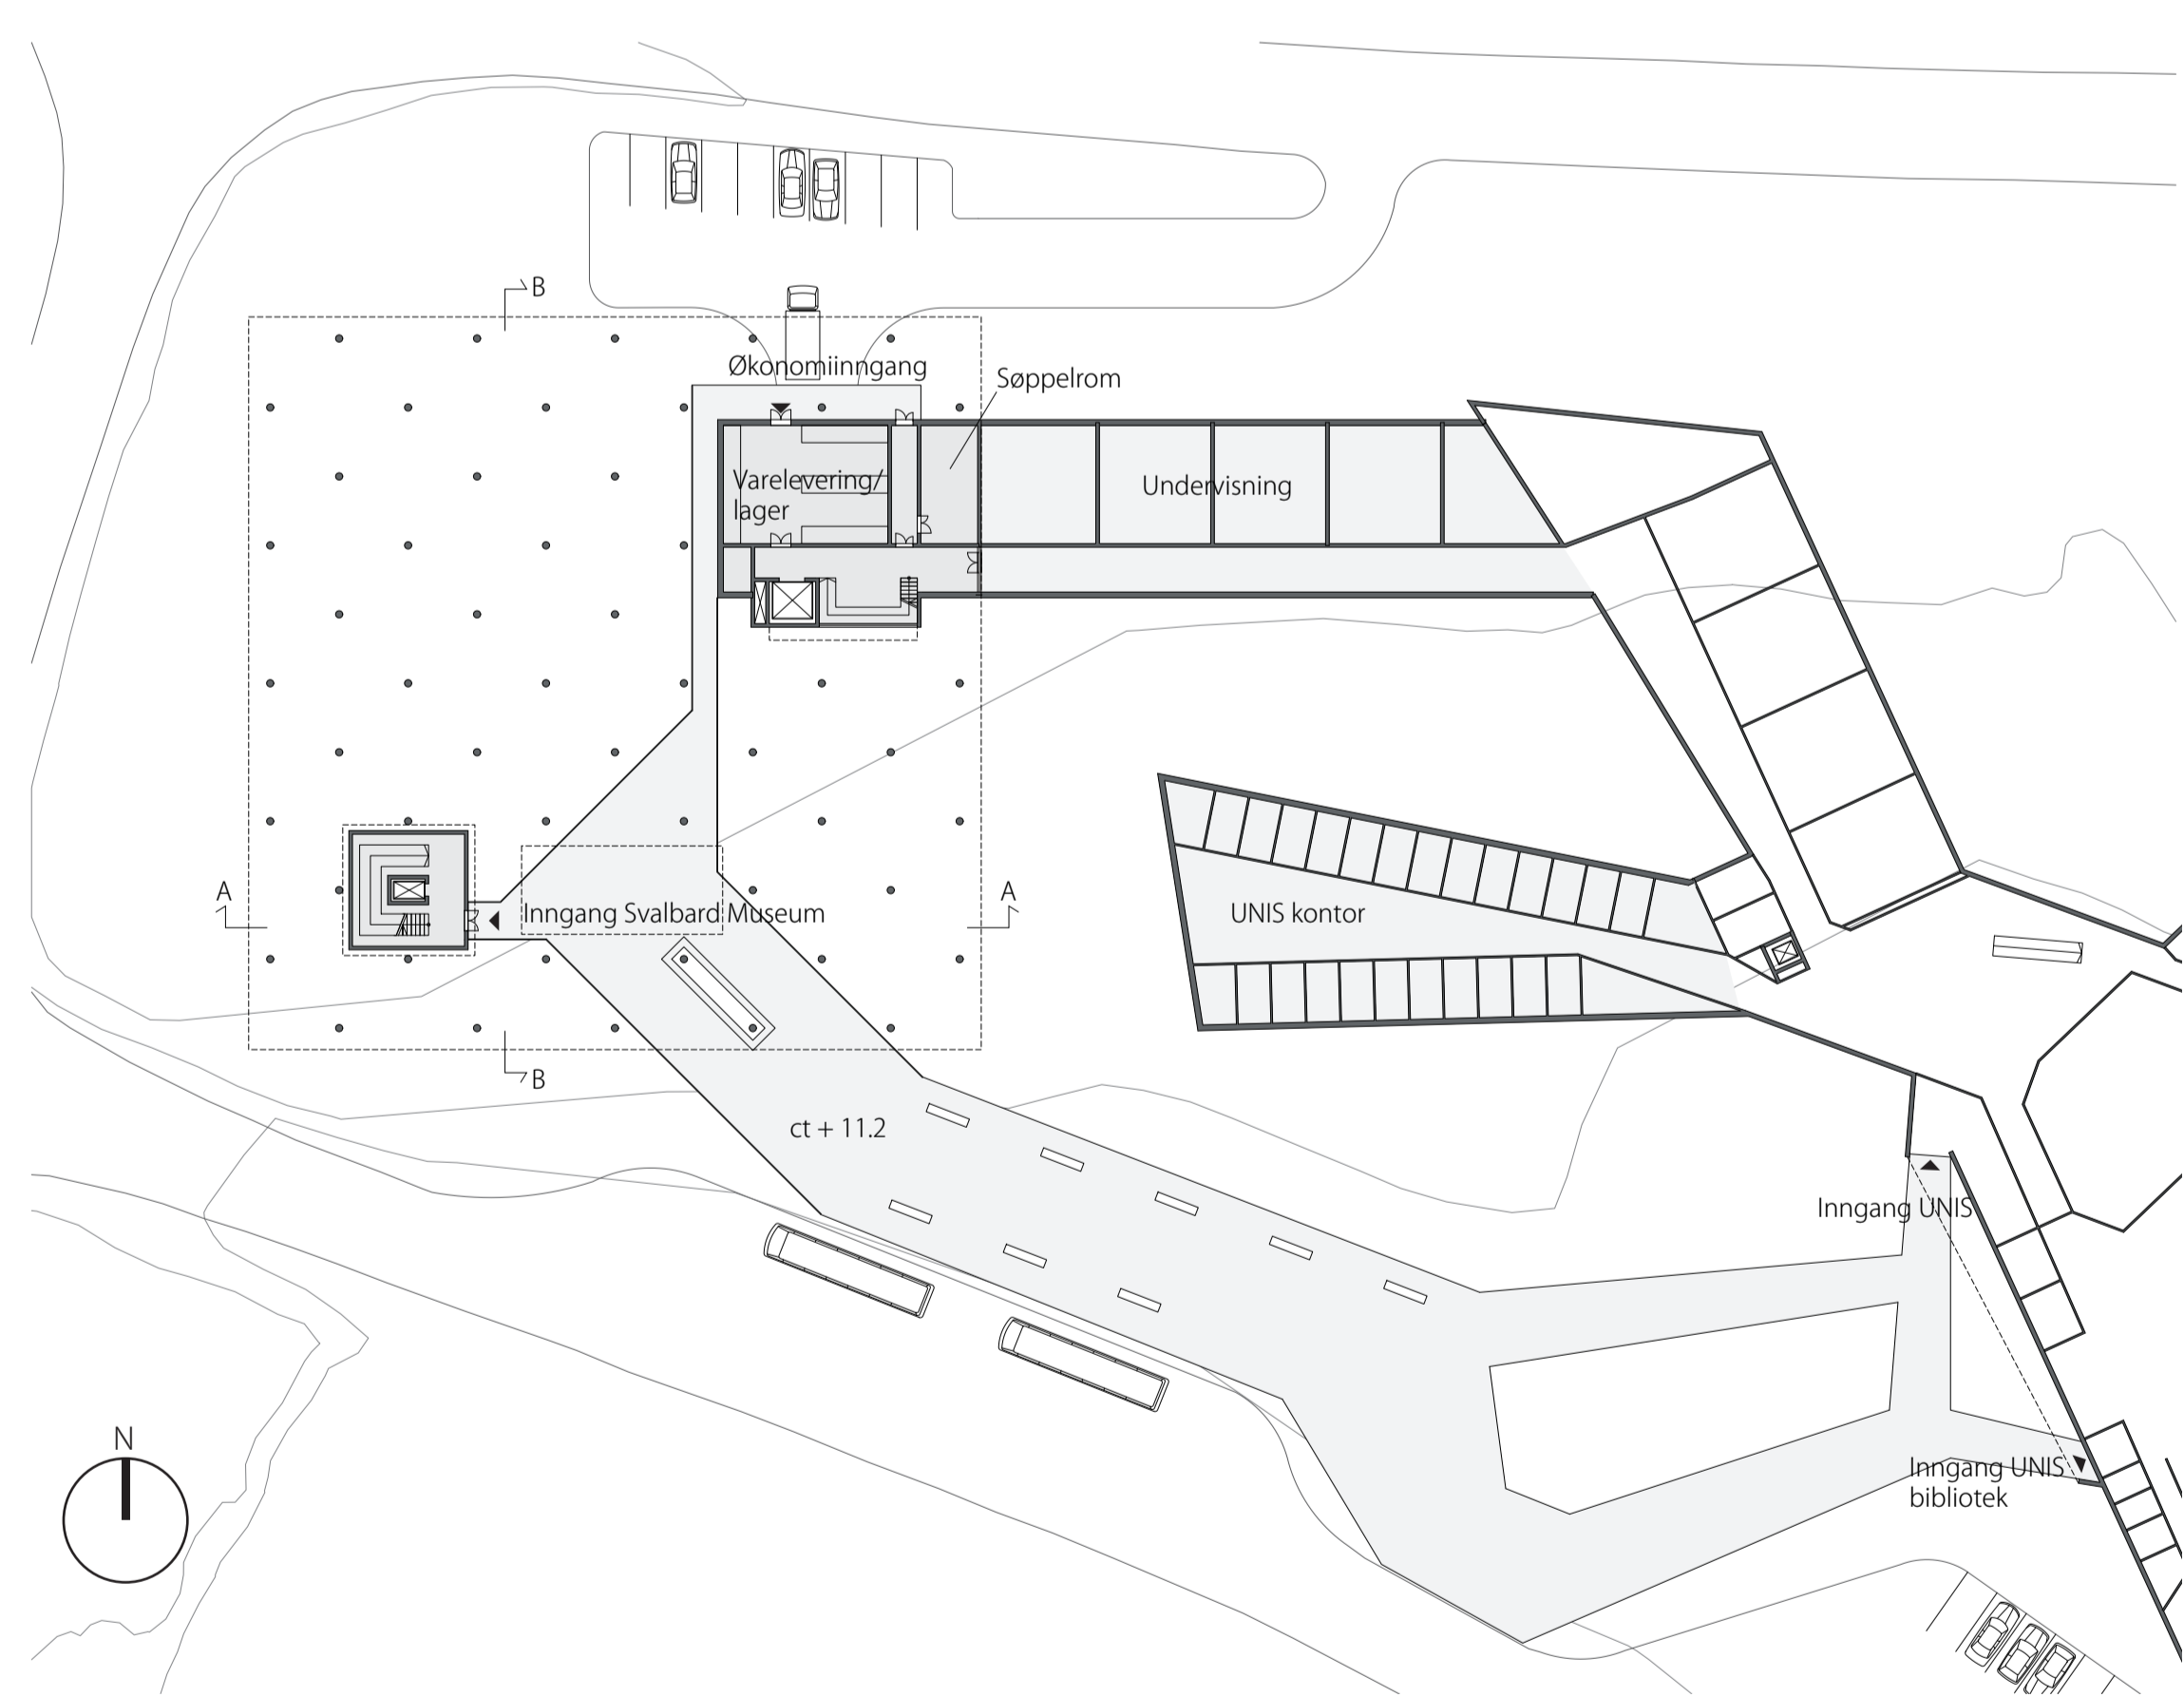 B
Økonomiinngang
Søppelrom
Varelevering/
lager
Undervisning
A
A
Inngang Svalbard Museum
UNIS kontor
B
ct + 11.2
Inngang UNIS
N
Inngang UNIS
bibliotek